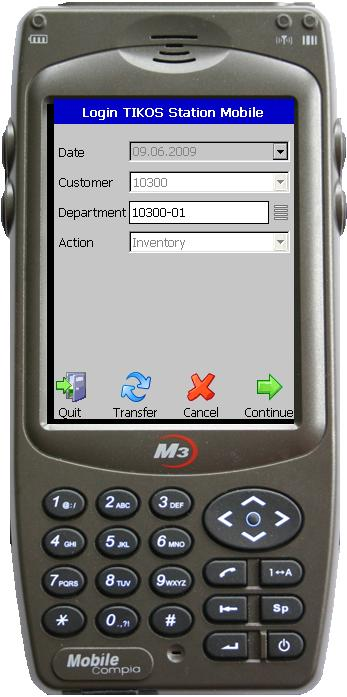 Login TIKOS Station Mobile
Date 09.06.2009
Customer 10300
Department 10300-01
Action Inventory
Quit Transfer Cancel Continue
M3
1 @:/ 2 ABC 3 DEF
4 GHI 5 JKL 6 MNO
7 PQRS 8 TUV 9 WXYZ
* 0 .,?! #
1↔A
Sp
Mobile
Compia